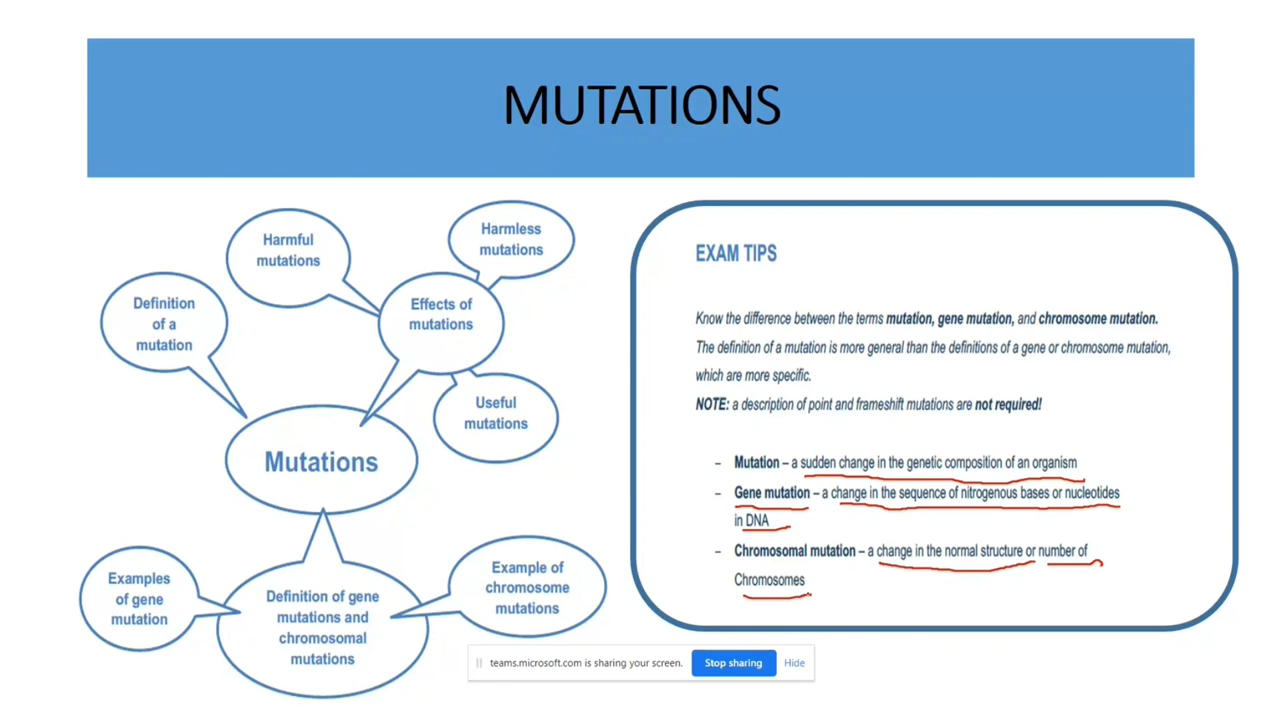 MUTATIONS
Harmful
mutations
Harmless
mutations
Definition
of a
mutation
Effects of
mutations
Useful
mutations
Mutations
Examples
of gene
mutation
Definition of gene
mutations and
chromosomal
mutations
Example of
chromosome
mutations
EXAM TIPS
Know the difference between the terms mutation, gene mutation, and chromosome mutation.
The definition of a mutation is more general than the definitions of a gene or chromosome mutation,
which are more specific.
NOTE: a description of point and frameshift mutations are not required!
– Mutation – a sudden change in the genetic composition of an organism
– Gene mutation – a change in the sequence of nitrogenous bases or nucleotides
in DNA
– Chromosomal mutation – a change in the normal structure or number of
Chromosomes
teams.microsoft.com is sharing your screen. Stop sharing Hide